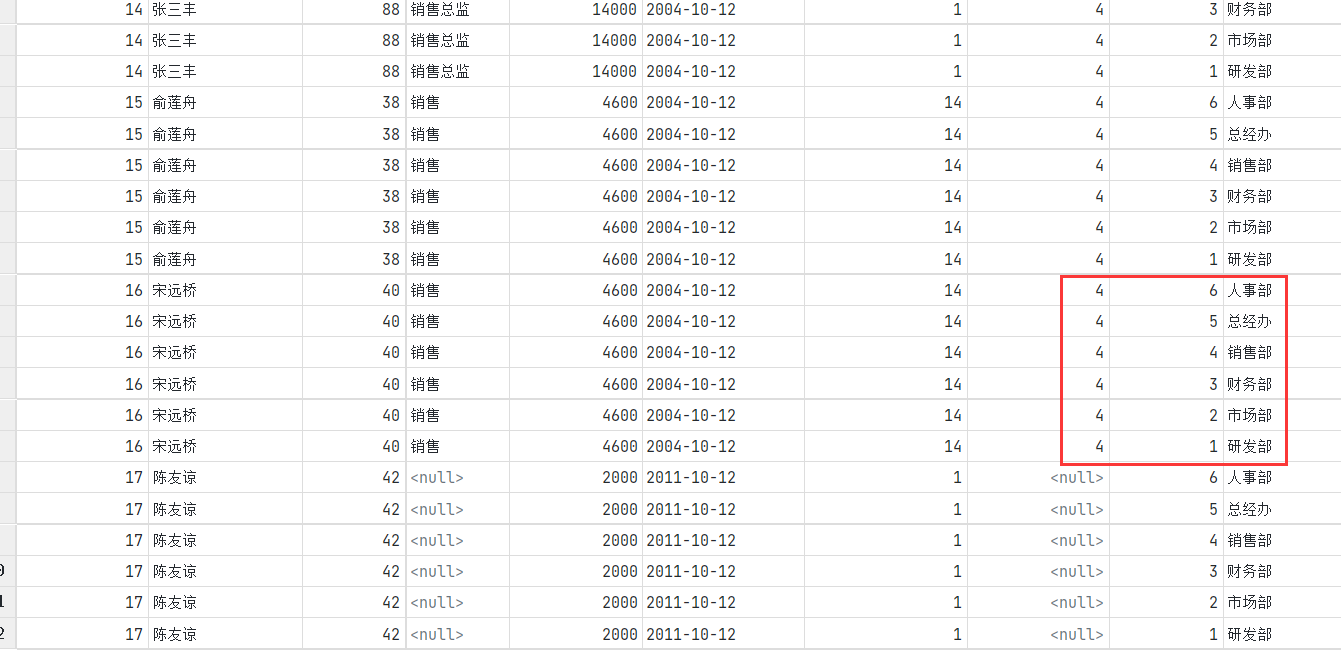 14 张三丰 88 销售总监 14000 2004-10-12 1 4 3 财务部
14 张三丰 88 销售总监 14000 2004-10-12 1 4 2 市场部
14 张三丰 88 销售总监 14000 2004-10-12 1 4 1 研发部
15 俞莲舟 38 销售 4600 2004-10-12 14 4 6 人事部
15 俞莲舟 38 销售 4600 2004-10-12 14 4 5 总经办
15 俞莲舟 38 销售 4600 2004-10-12 14 4 4 销售部
15 俞莲舟 38 销售 4600 2004-10-12 14 4 3 财务部
15 俞莲舟 38 销售 4600 2004-10-12 14 4 2 市场部
15 俞莲舟 38 销售 4600 2004-10-12 14 4 1 研发部
16 宋远桥 40 销售 4600 2004-10-12 14 4 6 人事部
16 宋远桥 40 销售 4600 2004-10-12 14 4 5 总经办
16 宋远桥 40 销售 4600 2004-10-12 14 4 4 销售部
16 宋远桥 40 销售 4600 2004-10-12 14 4 3 财务部
16 宋远桥 40 销售 4600 2004-10-12 14 4 2 市场部
16 宋远桥 40 销售 4600 2004-10-12 14 4 1 研发部
17 陈友谅 42 <null> 2000 2011-10-12 1 <null> 6 人事部
17 陈友谅 42 <null> 2000 2011-10-12 1 <null> 5 总经办
17 陈友谅 42 <null> 2000 2011-10-12 1 <null> 4 销售部
17 陈友谅 42 <null> 2000 2011-10-12 1 <null> 3 财务部
17 陈友谅 42 <null> 2000 2011-10-12 1 <null> 2 市场部
17 陈友谅 42 <null> 2000 2011-10-12 1 <null> 1 研发部